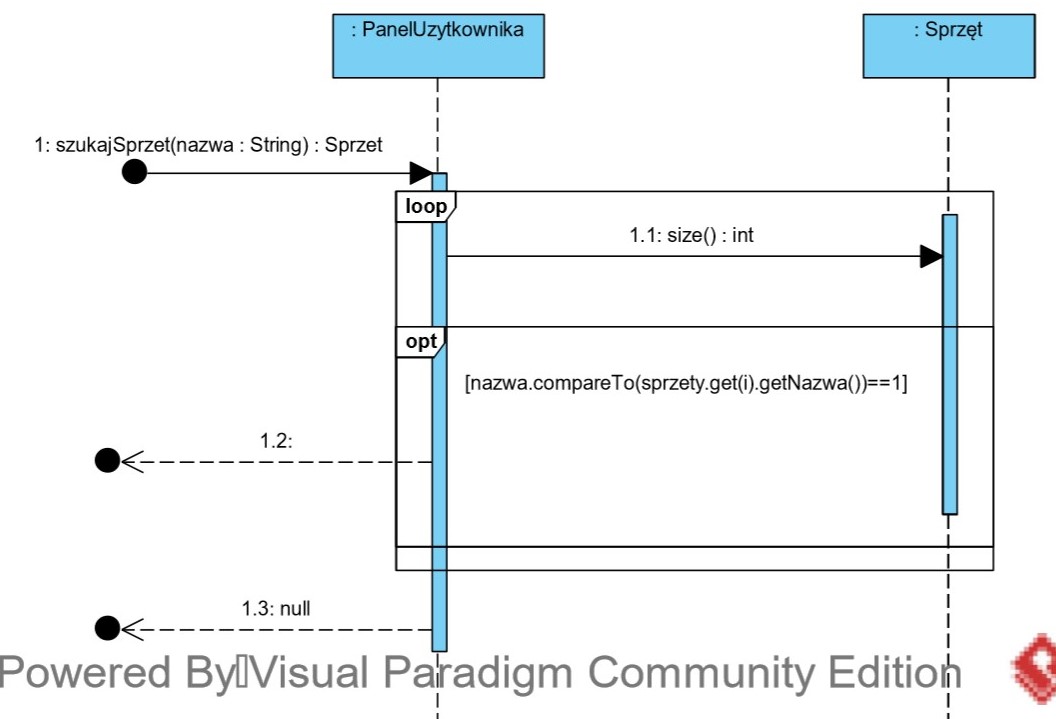 : PanelUzytkownika
: Sprzęt
1: szukajSprzet(nazwa : String) : Sprzet
loop
1.1: size() : int
opt
[nazwa.compareTo(sprzety.get(i).getNazwa())==1]
1.2:
1.3: null
Powered By▯Visual Paradigm Community Edition